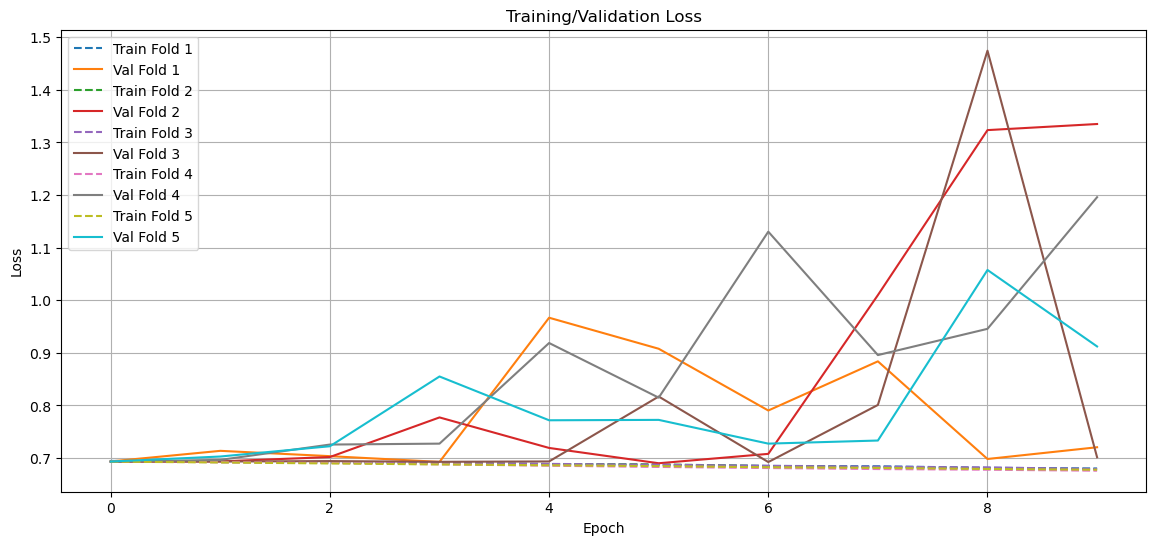 Training/Validation Loss
1.5
1.4
1.3
1.2
1.1
1.0
0.9
0.8
0.7
Loss
Train Fold 1
Val Fold 1
Train Fold 2
Val Fold 2
Train Fold 3
Val Fold 3
Train Fold 4
Val Fold 4
Train Fold 5
Val Fold 5
0 2 4 6 8
Epoch